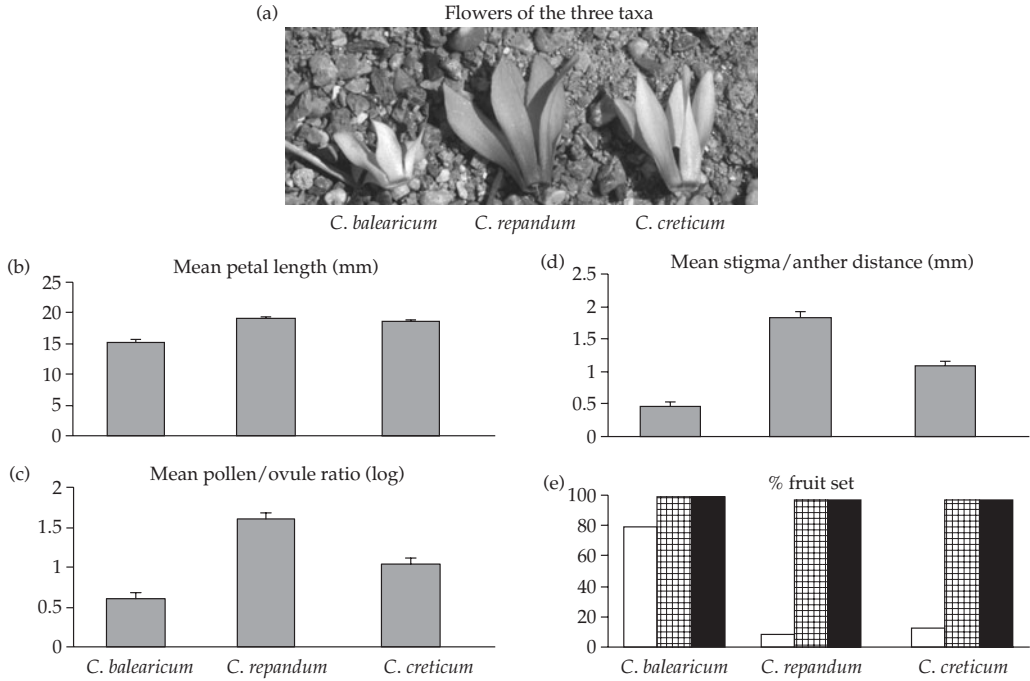 (a)
Flowers of the three taxa
C. balearicum C. repandum C. creticum
(b)
Mean petal length (mm)
25
20
15
10
5
0
(c)
Mean pollen/ovule ratio (log)
2
1.5
1
0.5
0
C. balearicum C. repandum C. creticum
(d)
Mean stigma/anther distance (mm)
2.5
2
1.5
1
0.5
0
(e)
% fruit set
100
80
60
40
20
0
C. balearicum C. repandum C. creticum